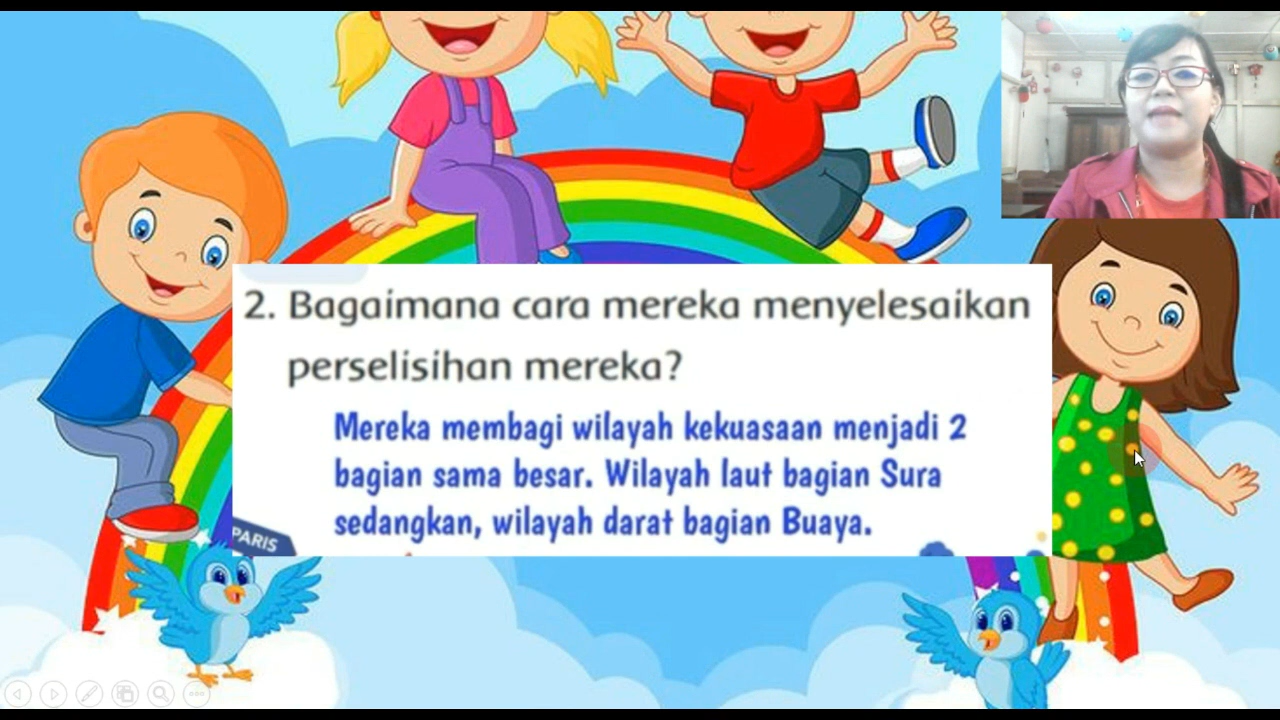 2. Bagaimana cara mereka menyelesaikan
perselisihan mereka?
Mereka membagi wilayah kekuasaan menjadi 2
bagian sama besar. Wilayah laut bagian Sura
sedangkan, wilayah darat bagian Buaya.
PARIS